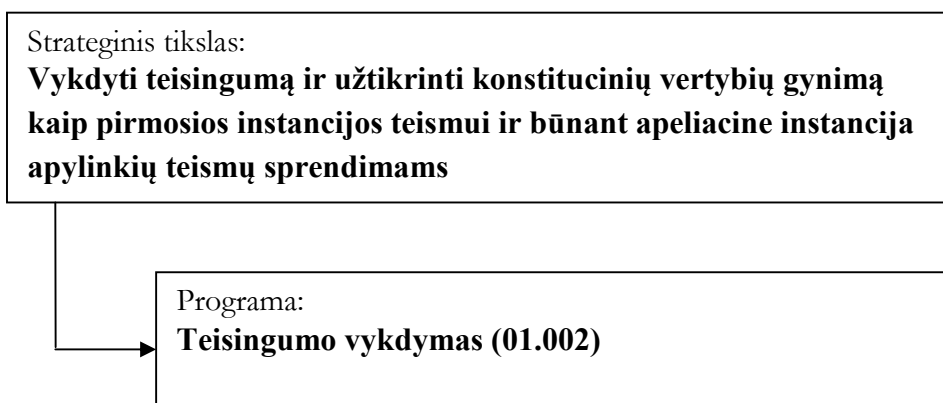 Strateginis tikslas:
Vykdyti teisingumą ir užtikrinti konstitucinių vertybių gynimą
kaip pirmosios instancijos teismui ir būnant apeliacine instancija
apylinkių teismų sprendimams
Programa:
Teisingumo vykdymas (01.002)